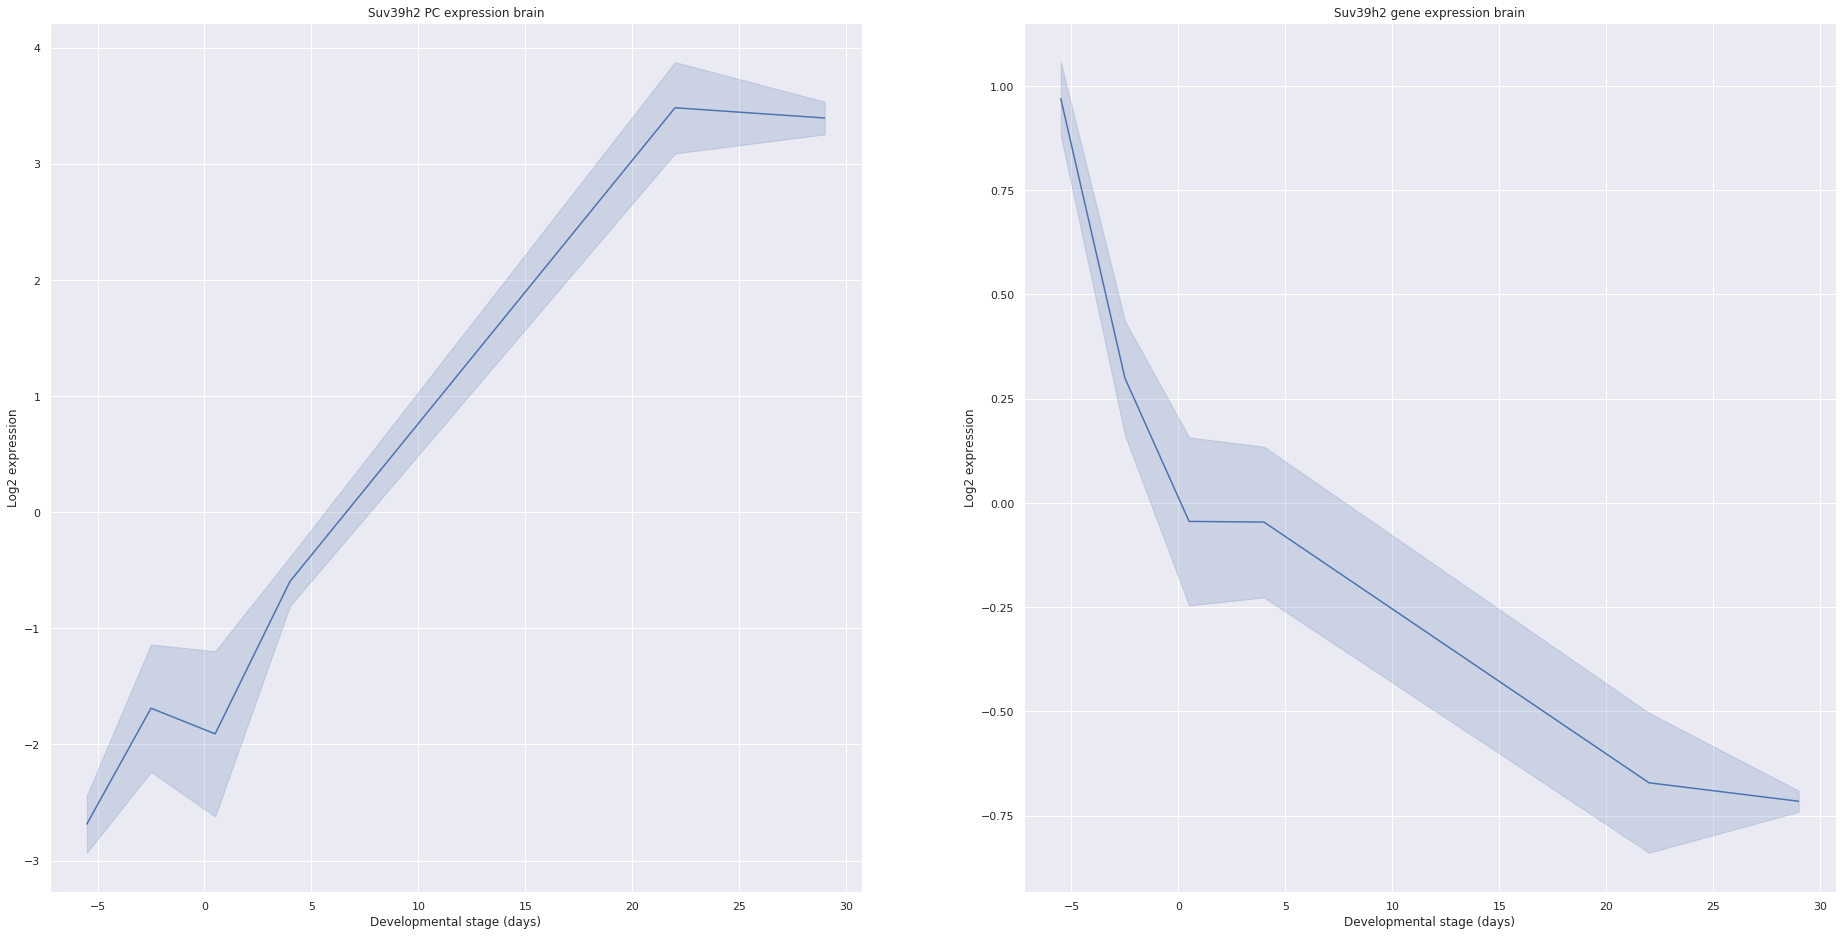 Suv39h2 PC expression brain
4
3
2
1
0
−1
−2
−3
Log2 expression
−5 0 5 10 15 20 25 30
Developmental stage (days)
Suv39h2 gene expression brain
1.00
0.75
0.50
0.25
0.00
−0.25
−0.50
−0.75
Log2 expression
−5 0 5 10 15 20 25 30
Developmental stage (days)